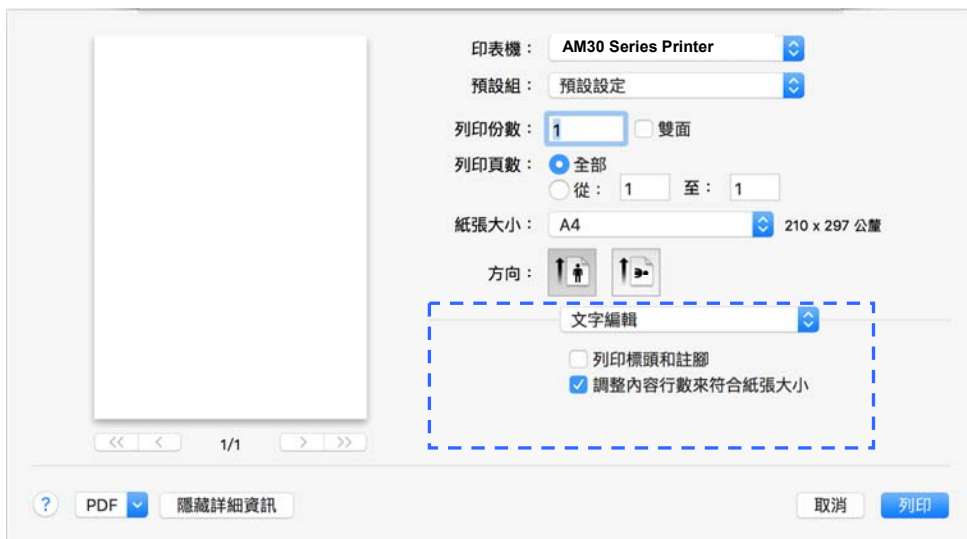 印表機： AM30 Series Printer
預設組： 預設設定
列印份數： 1 雙面
列印頁數： 全部
從： 1 至： 1
紙張大小： A4 210 x 297 公釐
方向：
文字編輯
列印標頭和註腳
調整內容行數來符合紙張大小
<< < 1/1 > >>
? PDF 隱藏詳細資訊 取消 列印